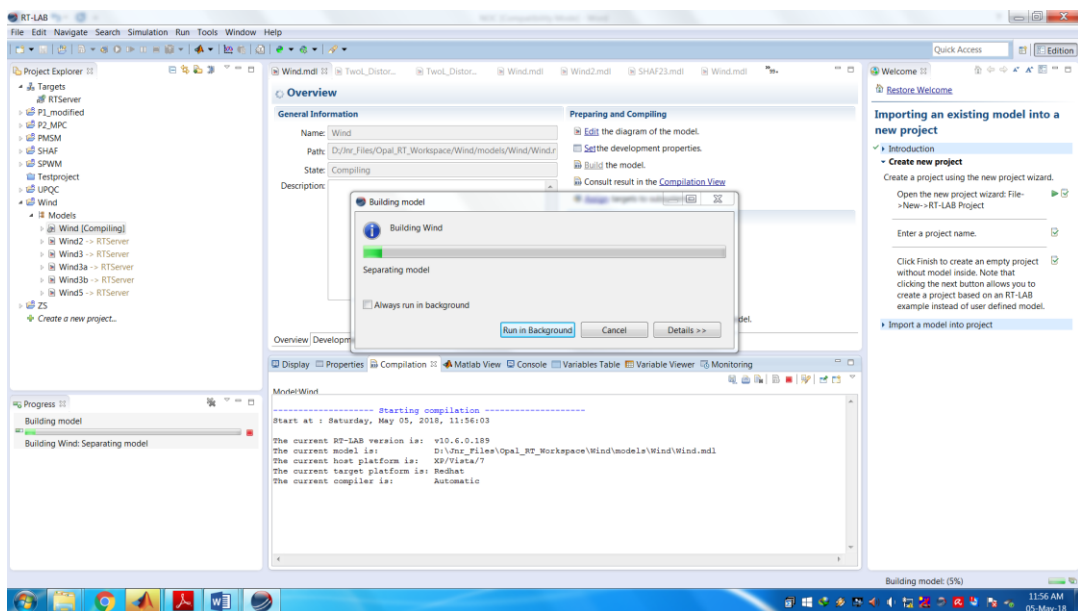 RT-LAB
File Edit Navigate Search Simulation Run Tools Window Help
Quick Access
Edition
Project Explorer
Targets
RTServer
P1_modified
P2_MPC
PMSM
SHAF
SPWM
Testproject
UPQC
Wind
Models
Wind [Compiling]
Wind2 -> RTServer
Wind3 -> RTServer
Wind3a -> RTServer
Wind3b -> RTServer
Wind5 -> RTServer
ZS
Create a new project...
Progress
Building model
Building Wind: Separating model
Wind.mdl TwoL_Distor... TwoL_Distor... Wind.mdl Wind2.mdl SHAF23.mdl Wind.mdl
Overview
General Information
Name: Wind
Path: D:/Jnr_Files/Opal_RT_Workspace/Wind/models/Wind/Wind.r
State: Compiling
Description:
Preparing and Compiling
Edit the diagram of the model.
Set the development properties.
Build the model.
Consult result in the Compilation View
Assign targets to
Building model
Building Wind
Separating model
Always run in background
Run in Background Cancel Details >>
del.
Overview Developm
Display Properties Compilation Matlab View Console Variables Table Variable Viewer Monitoring
Model:Wind
-------------------- Starting compilation --------------------
Start at : Saturday, May 05, 2018, 11:56:03
The current RT-LAB version is: v10.6.0.189
The current model is: D:\Jnr_Files\Opal_RT_Workspace\Wind\models\Wind\Wind.mdl
The current host platform is: XP/Vista/7
The current target platform is: Redhat
The current compiler is: Automatic
Welcome
Restore Welcome
Importing an existing model into a
new project
Introduction
Create new project
Create a project using the new project wizard.
Open the new project wizard: File-
>New->RT-LAB Project
Enter a project name.
Click Finish to create an empty project
without model inside. Note that
clicking the next button allows you to
create a project based on an RT-LAB
example instead of user defined model.
Import a model into project
Building model: (5%)
11:56 AM
05-May-18